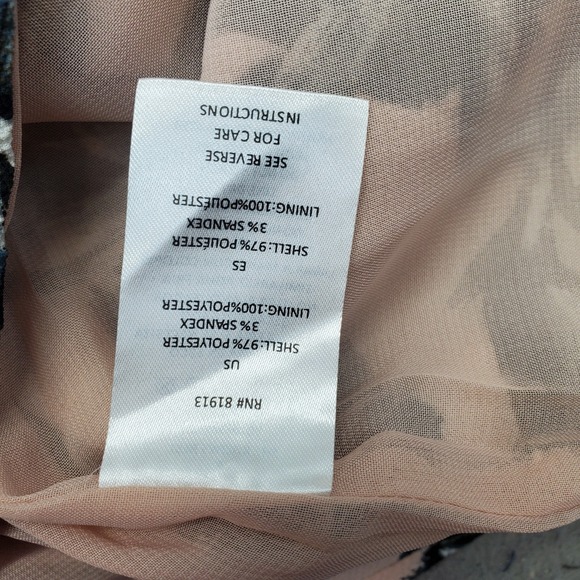 RN# 81913
US
SHELL:97% POLYESTER
3% SPANDEX
LINING:100%POLYESTER
ES
SHELL:97% POLIÉSTER
3% SPANDEX
LINING:100%POLIÉSTER
SEE REVERSE
FOR CARE
INSTRUCTIONS